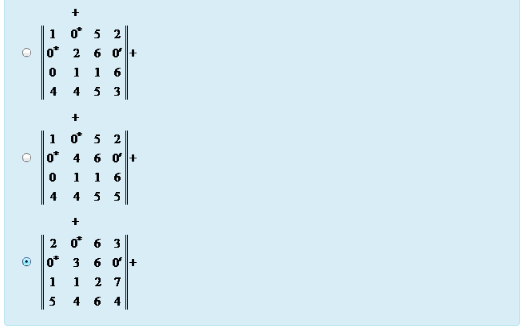 +
1 0* 5 2
0* 2 6 0′ +
0 1 1 6
4 4 5 3
+
1 0* 5 2
0* 4 6 0′ +
0 1 1 6
4 4 5 5
+
2 0* 6 3
0* 3 6 0′ +
1 1 2 7
5 4 6 4